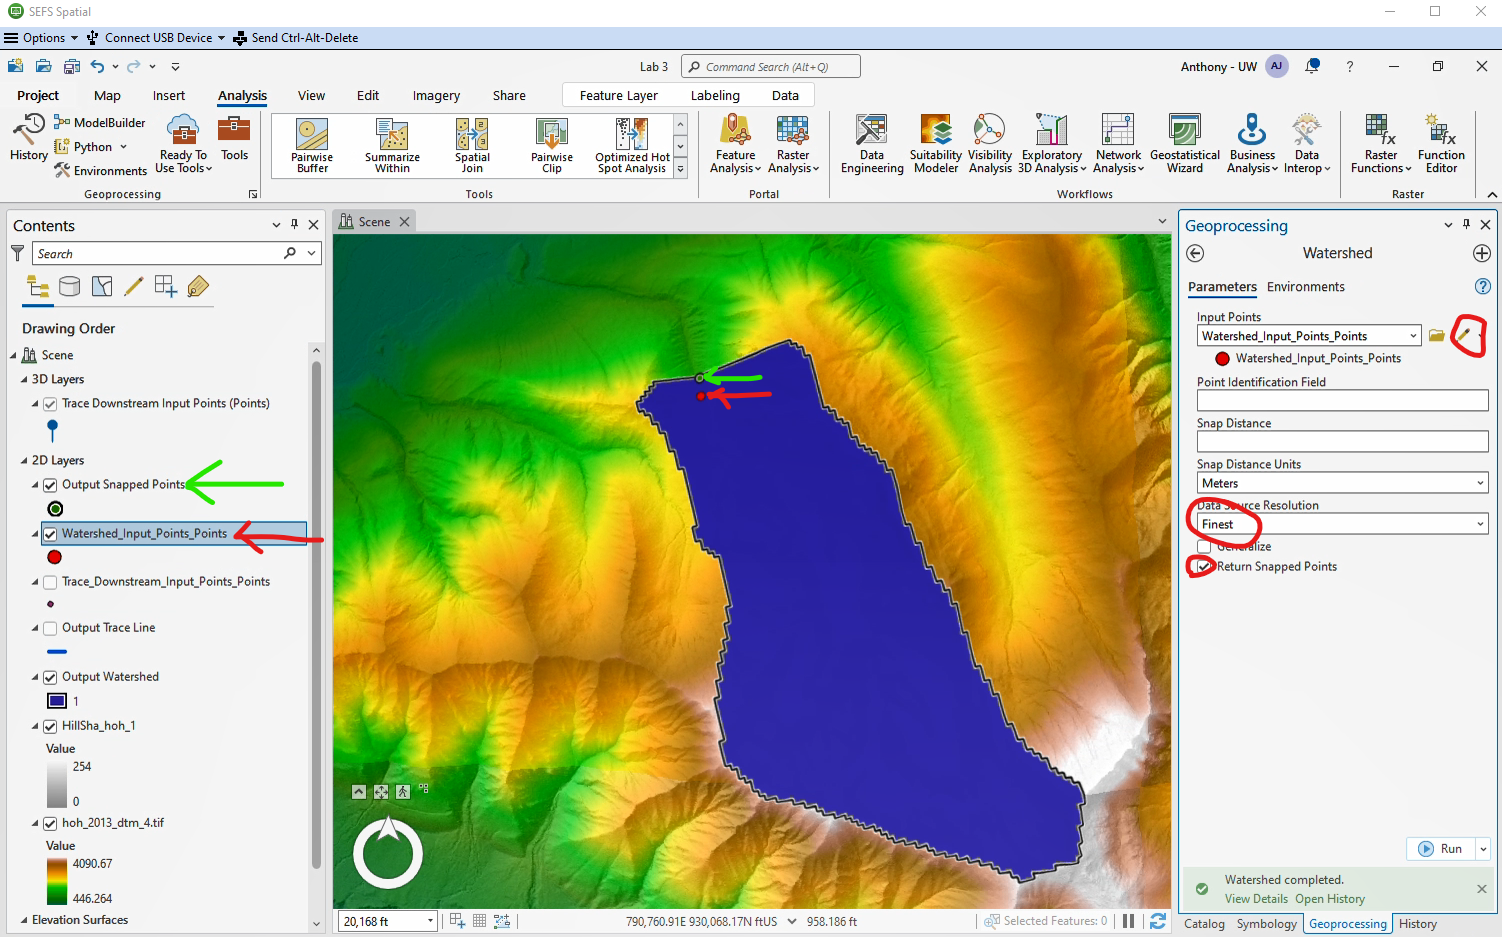 SEFS Spatial
Options Connect USB Device Send Ctrl-Alt-Delete
Lab 3 Command Search (Alt+Q) Anthony - UW AJ ?
Project Map Insert Analysis View Edit Imagery Share Feature Layer Labeling Data
History
ModelBuilder
Python
Environments
Ready To Use Tools
Tools
Geoprocessing
Pairwise Buffer
Summarize Within
Spatial Join
Pairwise Clip
Optimized Hot Spot Analysis
Tools
Feature Analysis
Raster Analysis
Portal
Data Engineering
Suitability Modeler
Visibility Analysis
Exploratory 3D Analysis
Network Analysis
Geostatistical Wizard
Business Analysis
Data Interop
Workflows
Raster Functions
Function Editor
Raster
Contents
Search
Drawing Order
Scene
3D Layers
Trace Downstream Input Points (Points)
2D Layers
Output Snapped Points
Watershed_Input_Points_Points
Trace_Downstream_Input_Points_Points
Output Trace Line
Output Watershed
1
HillSha_hoh_1
Value
254
0
hoh_2013_dtm_4.tif
Value
4090.67
446.264
Elevation Surfaces
Scene
20,168 ft 790,760.91E 930,068.17N ftUS 958.186 ft Selected Features: 0
Geoprocessing
Watershed
Parameters Environments ?
Input Points
Watershed_Input_Points_Points
Watershed_Input_Points_Points
Point Identification Field
Snap Distance
Snap Distance Units
Meters
Data Source Resolution
Finest
Generalize
Return Snapped Points
Run
Watershed completed.
View Details Open History
Catalog Symbology Geoprocessing History